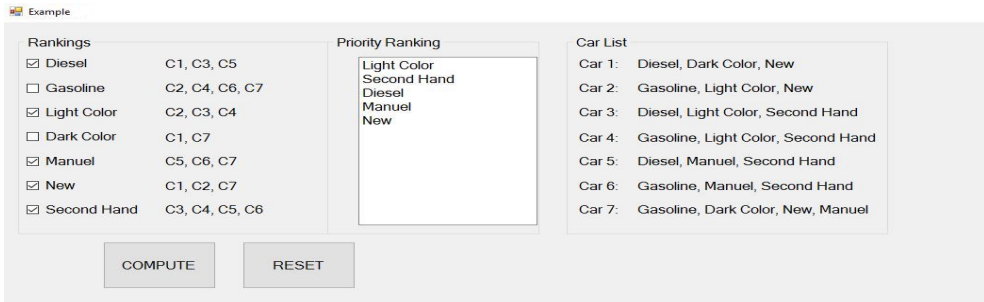 Example
Rankings
Diesel C1, C3, C5
Gasoline C2, C4, C6, C7
Light Color C2, C3, C4
Dark Color C1, C7
Manuel C5, C6, C7
New C1, C2, C7
Second Hand C3, C4, C5, C6
Priority Ranking
Light Color
Second Hand
Diesel
Manuel
New
Car List
Car 1: Diesel, Dark Color, New
Car 2: Gasoline, Light Color, New
Car 3: Diesel, Light Color, Second Hand
Car 4: Gasoline, Light Color, Second Hand
Car 5: Diesel, Manuel, Second Hand
Car 6: Gasoline, Manuel, Second Hand
Car 7: Gasoline, Dark Color, New, Manuel
COMPUTE
RESET